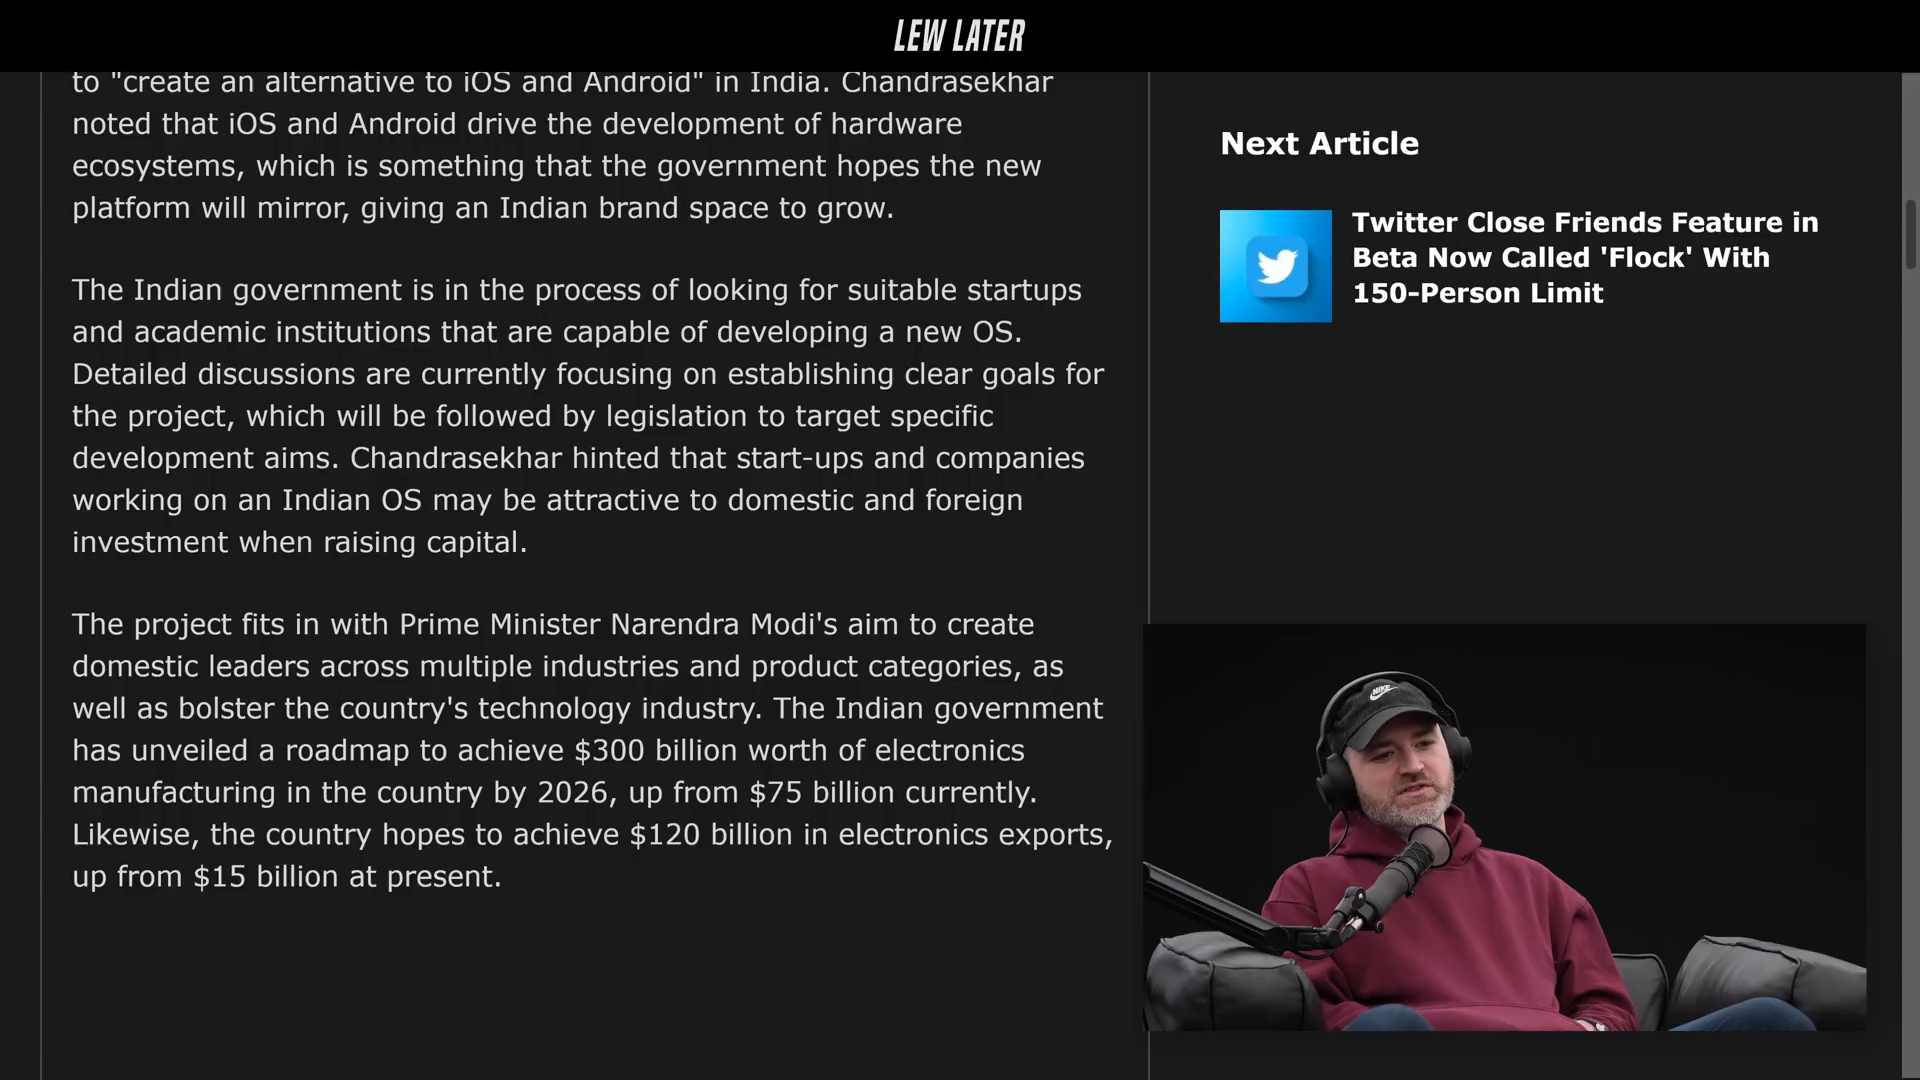 LEW LATER
to "create an alternative to iOS and Android" in India. Chandrasekhar
noted that iOS and Android drive the development of hardware
ecosystems, which is something that the government hopes the new
platform will mirror, giving an Indian brand space to grow.
The Indian government is in the process of looking for suitable startups
and academic institutions that are capable of developing a new OS.
Detailed discussions are currently focusing on establishing clear goals for
the project, which will be followed by legislation to target specific
development aims. Chandrasekhar hinted that start-ups and companies
working on an Indian OS may be attractive to domestic and foreign
investment when raising capital.
The project fits in with Prime Minister Narendra Modi's aim to create
domestic leaders across multiple industries and product categories, as
well as bolster the country's technology industry. The Indian government
has unveiled a roadmap to achieve $300 billion worth of electronics
manufacturing in the country by 2026, up from $75 billion currently.
Likewise, the country hopes to achieve $120 billion in electronics exports,
up from $15 billion at present.
Next Article
Twitter Close Friends Feature in
Beta Now Called 'Flock' With
150-Person Limit
NIKE